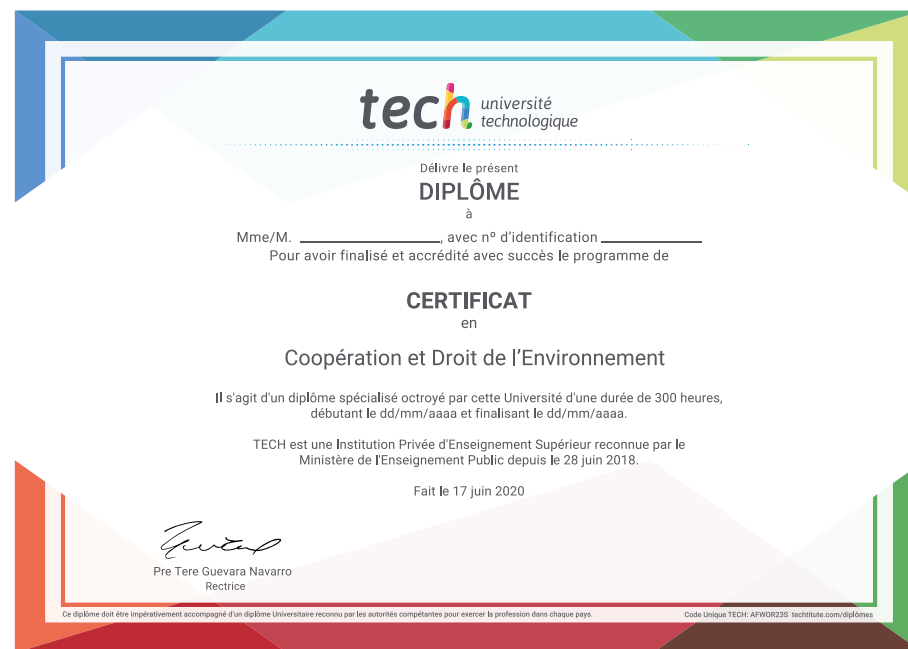 tech université
technologique
Délivre le présent
DIPLÔME
à
Mme/M. ____________, avec nº d'identification ____________
Pour avoir finalisé et accrédité avec succès le programme de
CERTIFICAT
en
Coopération et Droit de l'Environnement
Il s'agit d'un diplôme spécialisé octroyé par cette Université d'une durée de 300 heures,
débutant le dd/mm/aaaa et finalisant le dd/mm/aaaa.
TECH est une Institution Privée d'Enseignement Supérieur reconnue par le
Ministère de l'Enseignement Public depuis le 28 juin 2018.
Fait le 17 juin 2020
Pre Tere Guevara Navarro
Rectrice
Ce diplôme doit être impérativement accompagné d'un diplôme Universitaire reconnu par les autorités compétentes pour exercer la profession dans chaque pays.
Code Unique TECH: AFWOR23S techtitute.com/diplômes